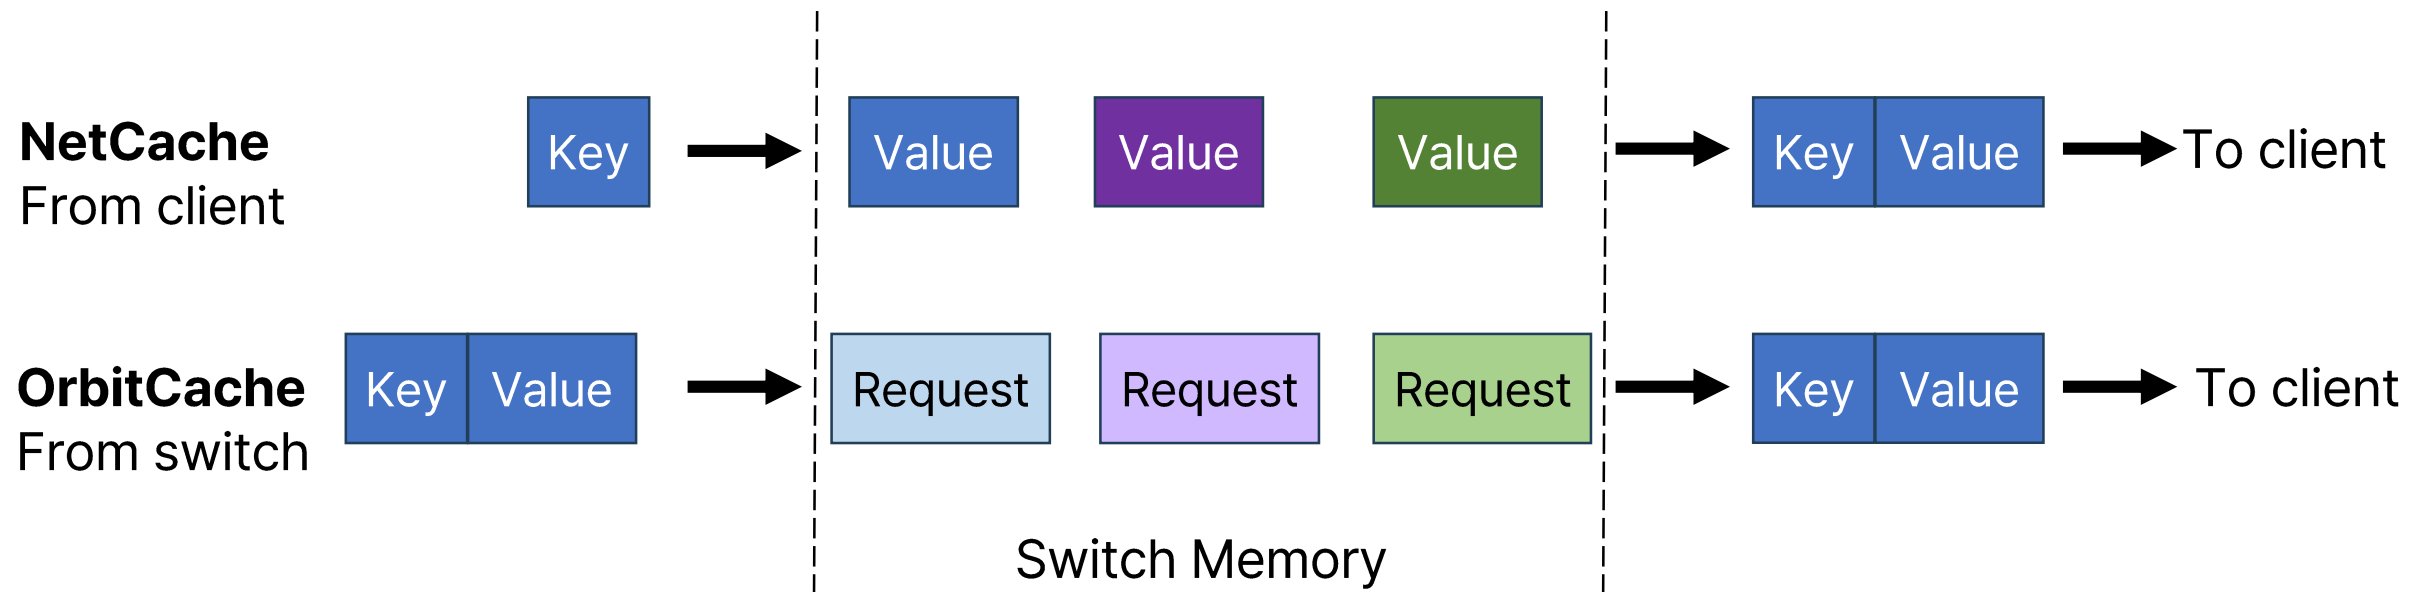 NetCache
From client
Key
Value
Value
Value
Key
Value
To client
OrbitCache
From switch
Key
Value
Request
Request
Request
Key
Value
To client
Switch Memory